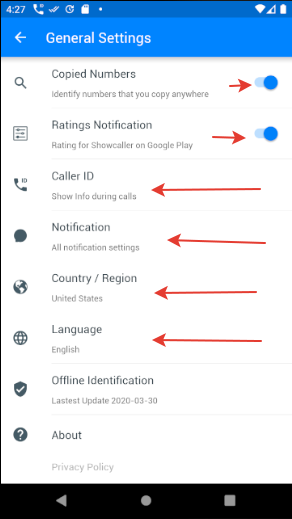 4:27
General Settings
Copied Numbers
Identify numbers that you copy anywhere
Ratings Notification
Rating for Showcaller on Google Play
ID
Caller ID
Show Info during calls
Notification
All notification settings
Country / Region
United States
Language
English
Offline Identification
Lastest Update 2020-03-30
About
Privacy Policy